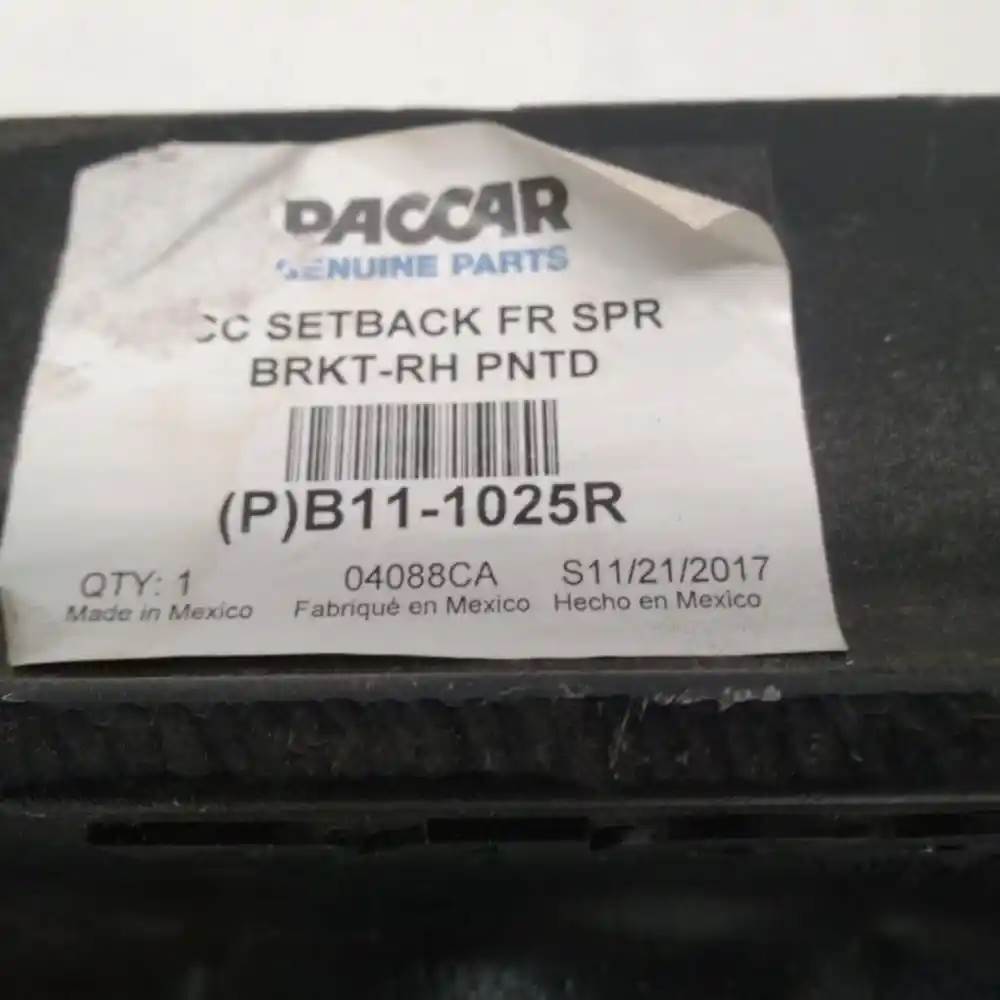 PACCAR
GENUINE PARTS
CC SETBACK FR SPR
BRKT-RH PNTD
(P)B11-1025R
QTY: 1 04088CA S11/21/2017
Made in Mexico Fabriqué en Mexico Hecho en Mexico